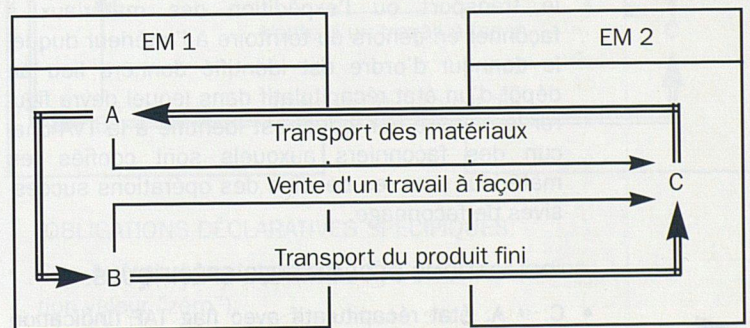 EM 1
EM 2
A
Transport des matériaux
Vente d'un travail à façon
C
B
Transport du produit fini